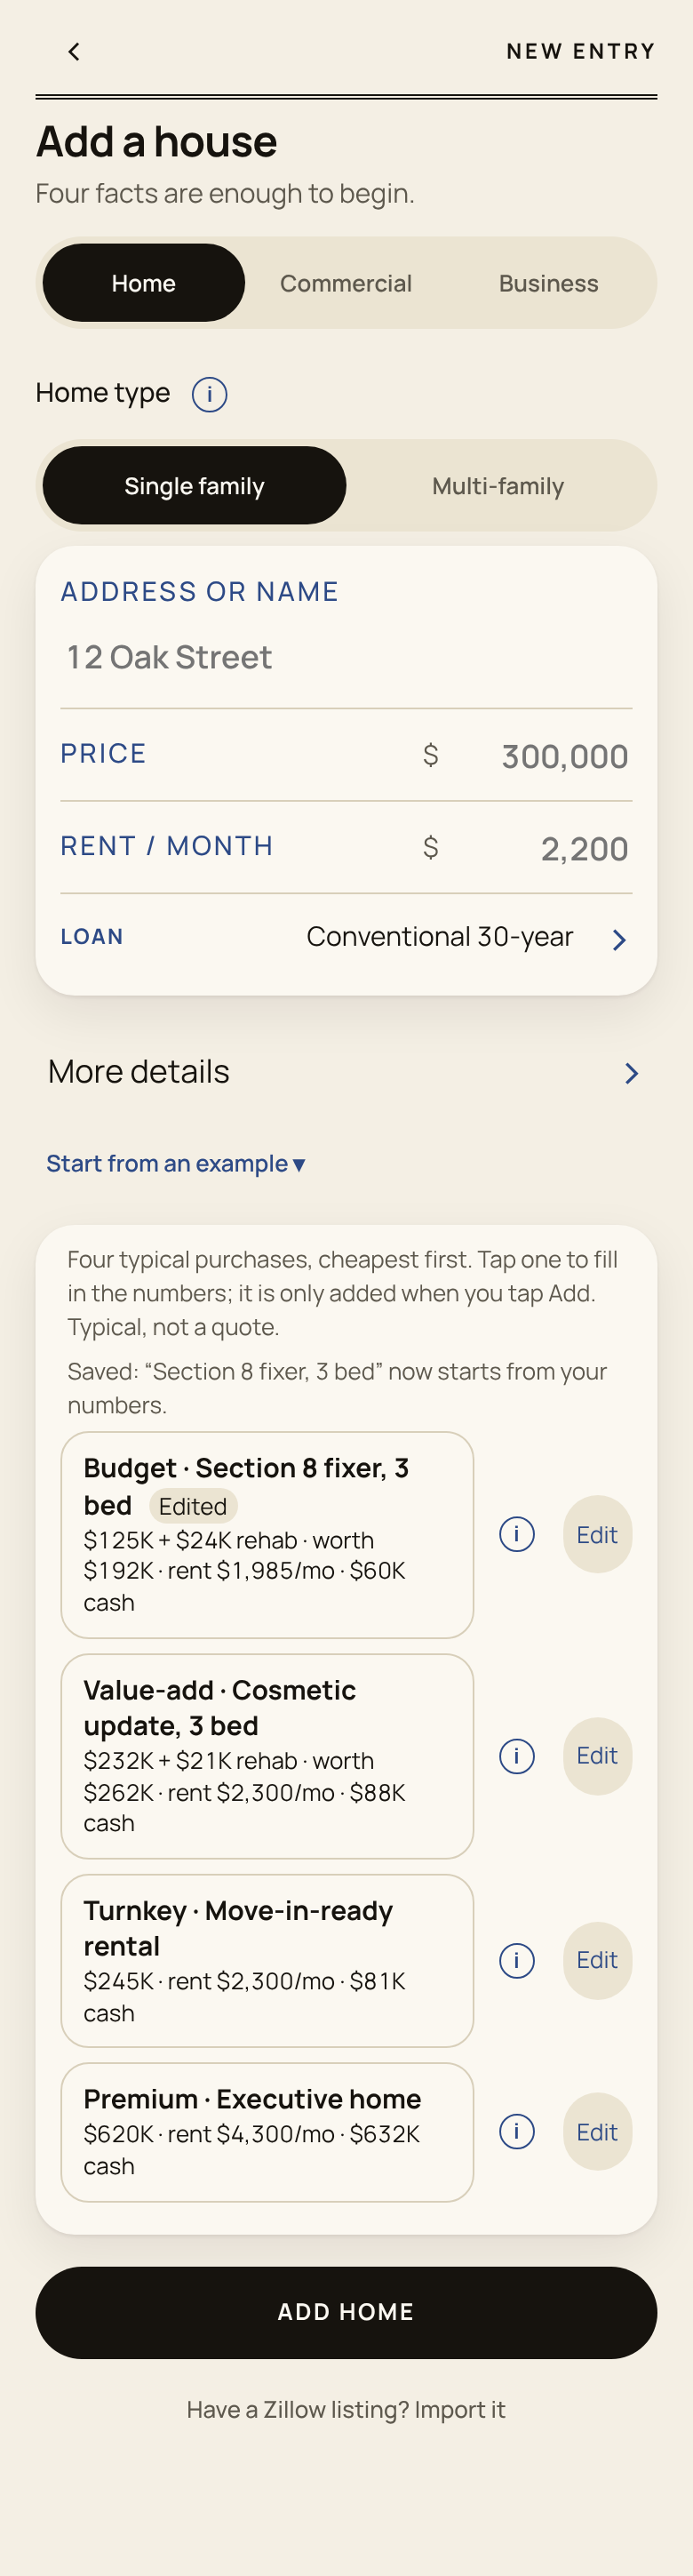 NEW ENTRY
Add a house
Four facts are enough to begin.
Home Commercial Business
Home type i
Single family Multi-family
ADDRESS OR NAME
12 Oak Street
PRICE $ 300,000
RENT / MONTH $ 2,200
LOAN Conventional 30-year
More details
Start from an example ▾
Four typical purchases, cheapest first. Tap one to fill
in the numbers; it is only added when you tap Add.
Typical, not a quote.
Saved: “Section 8 fixer, 3 bed” now starts from your
numbers.
Budget · Section 8 fixer, 3
bed Edited
$125K + $24K rehab · worth
$192K · rent $1,985/mo · $60K
cash
i Edit
Value-add · Cosmetic
update, 3 bed
$232K + $21K rehab · worth
$262K · rent $2,300/mo · $88K
cash
i Edit
Turnkey · Move-in-ready
rental
$245K · rent $2,300/mo · $81K
cash
i Edit
Premium · Executive home
$620K · rent $4,300/mo · $632K
cash
i Edit
ADD HOME
Have a Zillow listing? Import it